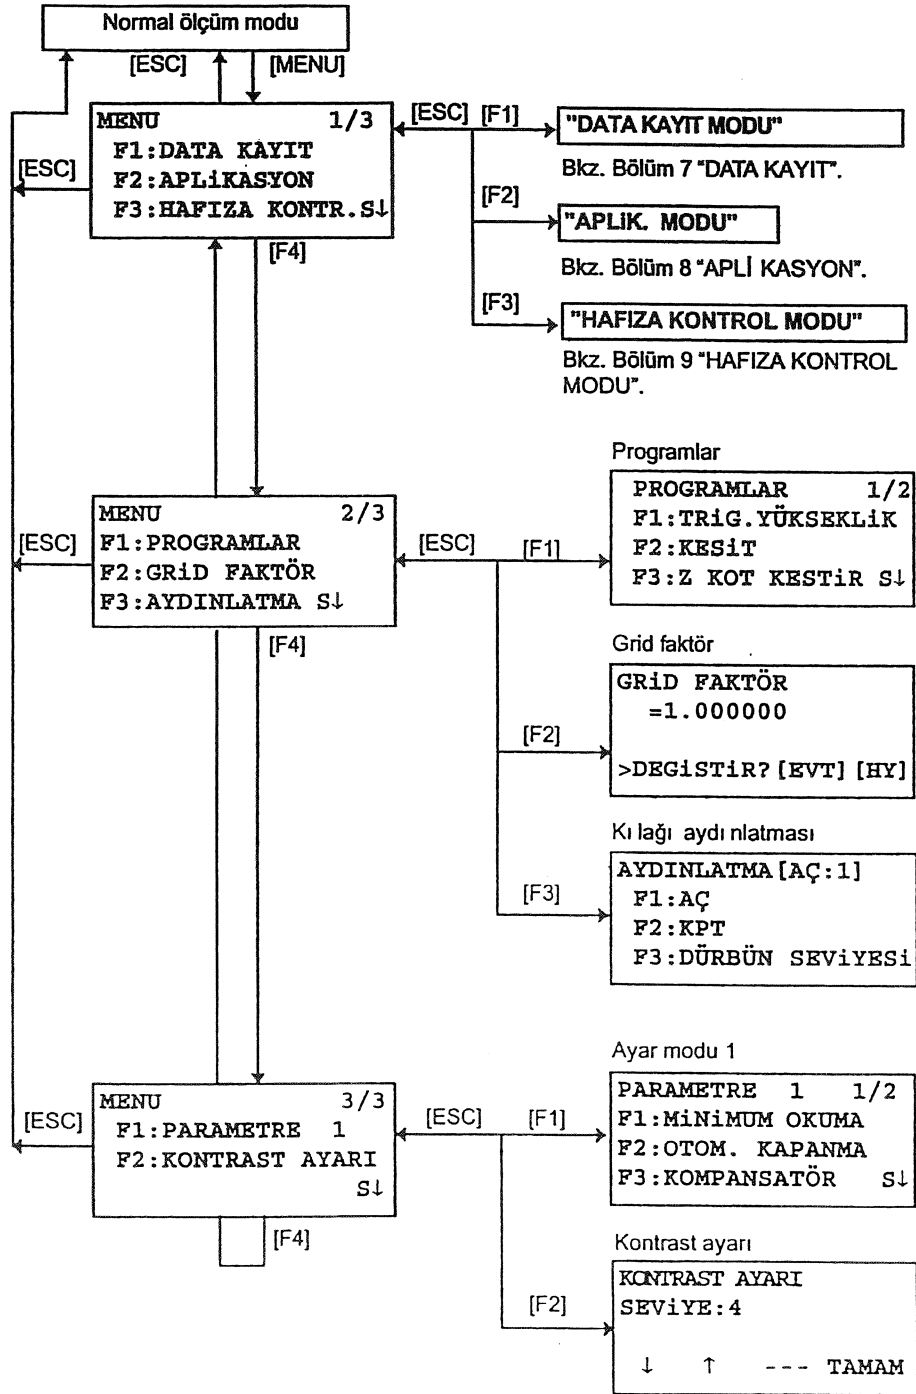 Normal ölçüm modu
[ESC] [MENU]
MENU 1/3
F1:DATA KAYIT
F2:APLiKASYON
F3:HAFIZA KONTR.S↓
[ESC]
[ESC] [F1]
"DATA KAYIT MODU"
Bkz. Bölüm 7 "DATA KAYIT".
[F2]
"APLiK. MODU"
Bkz. Bölüm 8 "APLİ KASYON".
[F3]
"HAFIZA KONTROL MODU"
Bkz. Bölüm 9 "HAFIZA KONTROL
MODU".
[F4]
MENU 2/3
F1:PROGRAMLAR
F2:GRiD FAKTÖR
F3:AYDINLATMA S↓
[ESC]
[ESC]
[F1]
Programlar
PROGRAMLAR 1/2
F1:TRiG.YÜKSEKLiK
F2:KESiT
F3:Z KOT KESTiR S↓
[F4]
[F2]
Grid faktör
GRiD FAKTÖR
=1.000000
>DEGiSTiR?[EVT][HY]
[F3]
Kı lağı aydı nlatması
AYDINLATMA[AÇ:1]
F1:AÇ
F2:KPT
F3:DÜRBÜN SEViYESi
MENU 3/3
F1:PARAMETRE 1
F2:KONTRAST AYARI
S↓
[ESC]
[ESC]
[F1]
Ayar modu 1
PARAMETRE 1 1/2
F1:MiNiMUM OKUMA
F2:OTOM. KAPANMA
F3:KOMPANSATÖR S↓
[F4]
[F2]
Kontrast ayarı
KONTRAST AYARI
SEViYE:4
↓ ↑ --- TAMAM